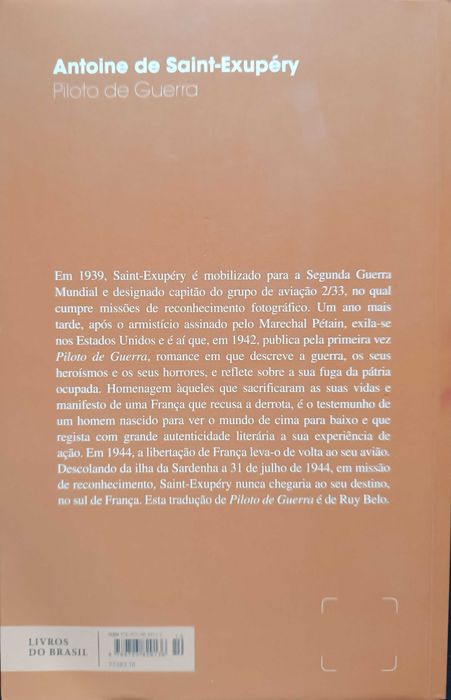 Antoine de Saint-Exupéry
Piloto de Guerra
Em 1939, Saint-Exupéry é mobilizado para a Segunda Guerra
Mundial e designado capitão do grupo de aviação 2/33, no qual
cumpre missões de reconhecimento fotográfico. Um ano mais
tarde, após o armistício assinado pelo Marechal Pétain, exila-se
nos Estados Unidos e é aí que, em 1942, publica pela primeira vez
Piloto de Guerra, romance em que descreve a guerra, os seus
heroísmos e os seus horrores, e reflete sobre a sua fuga da pátria
ocupada. Homenagem àqueles que sacrificaram as suas vidas e
manifesto de uma França que recusa a derrota, é o testemunho de
um homem nascido para ver o mundo de cima para baixo e que
regista com grande autenticidade literária a sua experiência de
ação. Em 1944, a libertação de França leva-o de volta ao seu avião.
Descolando da ilha da Sardenha a 31 de julho de 1944, em missão
de reconhecimento, Saint-Exupéry nunca chegaria ao seu destino,
no sul de França. Esta tradução de Piloto de Guerra é de Ruy Belo.
LIVROS
DO BRASIL
ISBN